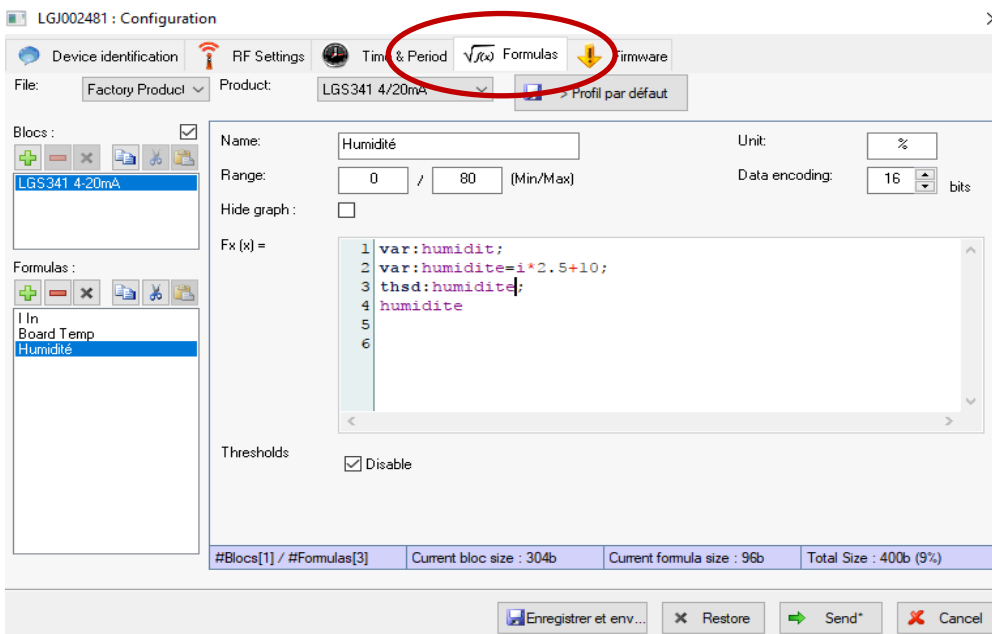 LGJ002481 : Configuration
Device identification RF Settings Time & Period √f(x) Formulas Firmware
File: Factory Product Product: LGS341 4/20mA > Profil par défaut
Blocs :
LGS341 4-20mA
Name: Humidité Unit: %
Range: 0 / 80 (Min/Max) Data encoding: 16 bits
Hide graph :
Fx (x) =
1 var:humidit;
2 var:humidite=i*2.5+10;
3 thsd:humidite;
4 humidite
5
6
Formulas :
I In
Board Temp
Humidité
Thresholds Disable
#Blocs[1] / #Formulas[3] Current bloc size : 304b Current formula size : 96b Total Size : 400b (9%)
Enregistrer et env... Restore Send* Cancel